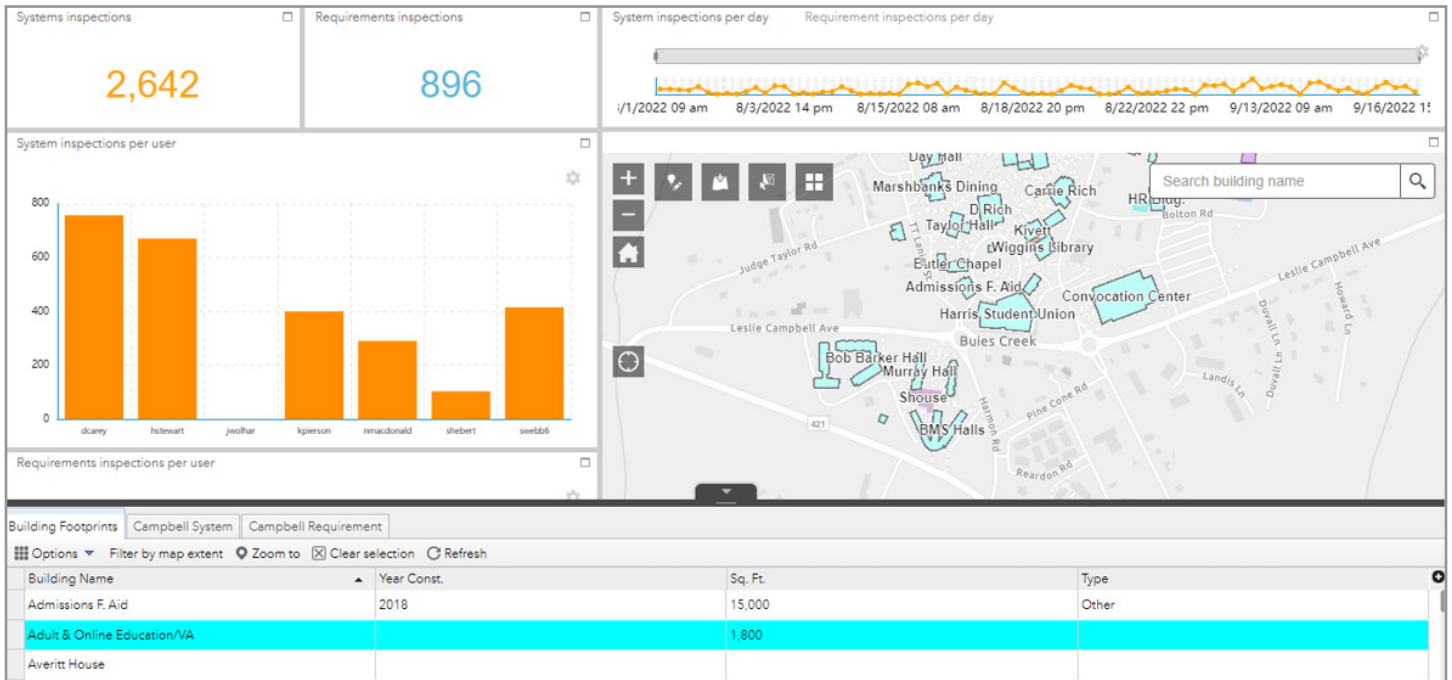 Systems inspections
2,642
Requirements inspections
896
System inspections per day
Requirement inspections per day
8/3/2022 14 pm
8/15/2022 08 am
8/18/2022 20 pm
8/22/2022 22 pm
9/13/2022 09 am
System inspections per user
800
600
400
200
0
dcarey
hstewart
jwolhar
kpierson
nmacdonald
shebert
swebb6
Requirements inspections per user
Search building name
Day Hall
Marshbanks Dining
Carrie Rich
HR Bldg.
Bolton Rd
D Rich
Taylor Hall
Kivett
Wiggins Library
Judge Taylor Rd
Butler Chapel
Leslie Campbell Ave
Admissions F. Aid
Convocation Center
Howard Ln
Harris Student Union
Duvall Ln
Leslie Campbell Ave
Buies Creek
Bob Barker Hall
Murray Hall
Duvall Ln
Landis Ln
Shouse
Pine Cone Rd
Harmon Rd
421
BMS Halls
Reardon Rd
Building Footprints
Campbell System
Campbell Requirement
Options
Filter by map extent
Zoom to
Clear selection
Refresh
Building Name
Year Const.
Sq. Ft.
Type
Admissions F. Aid
2018
15,000
Other
Adult & Online Education/VA
1,800
Averitt House